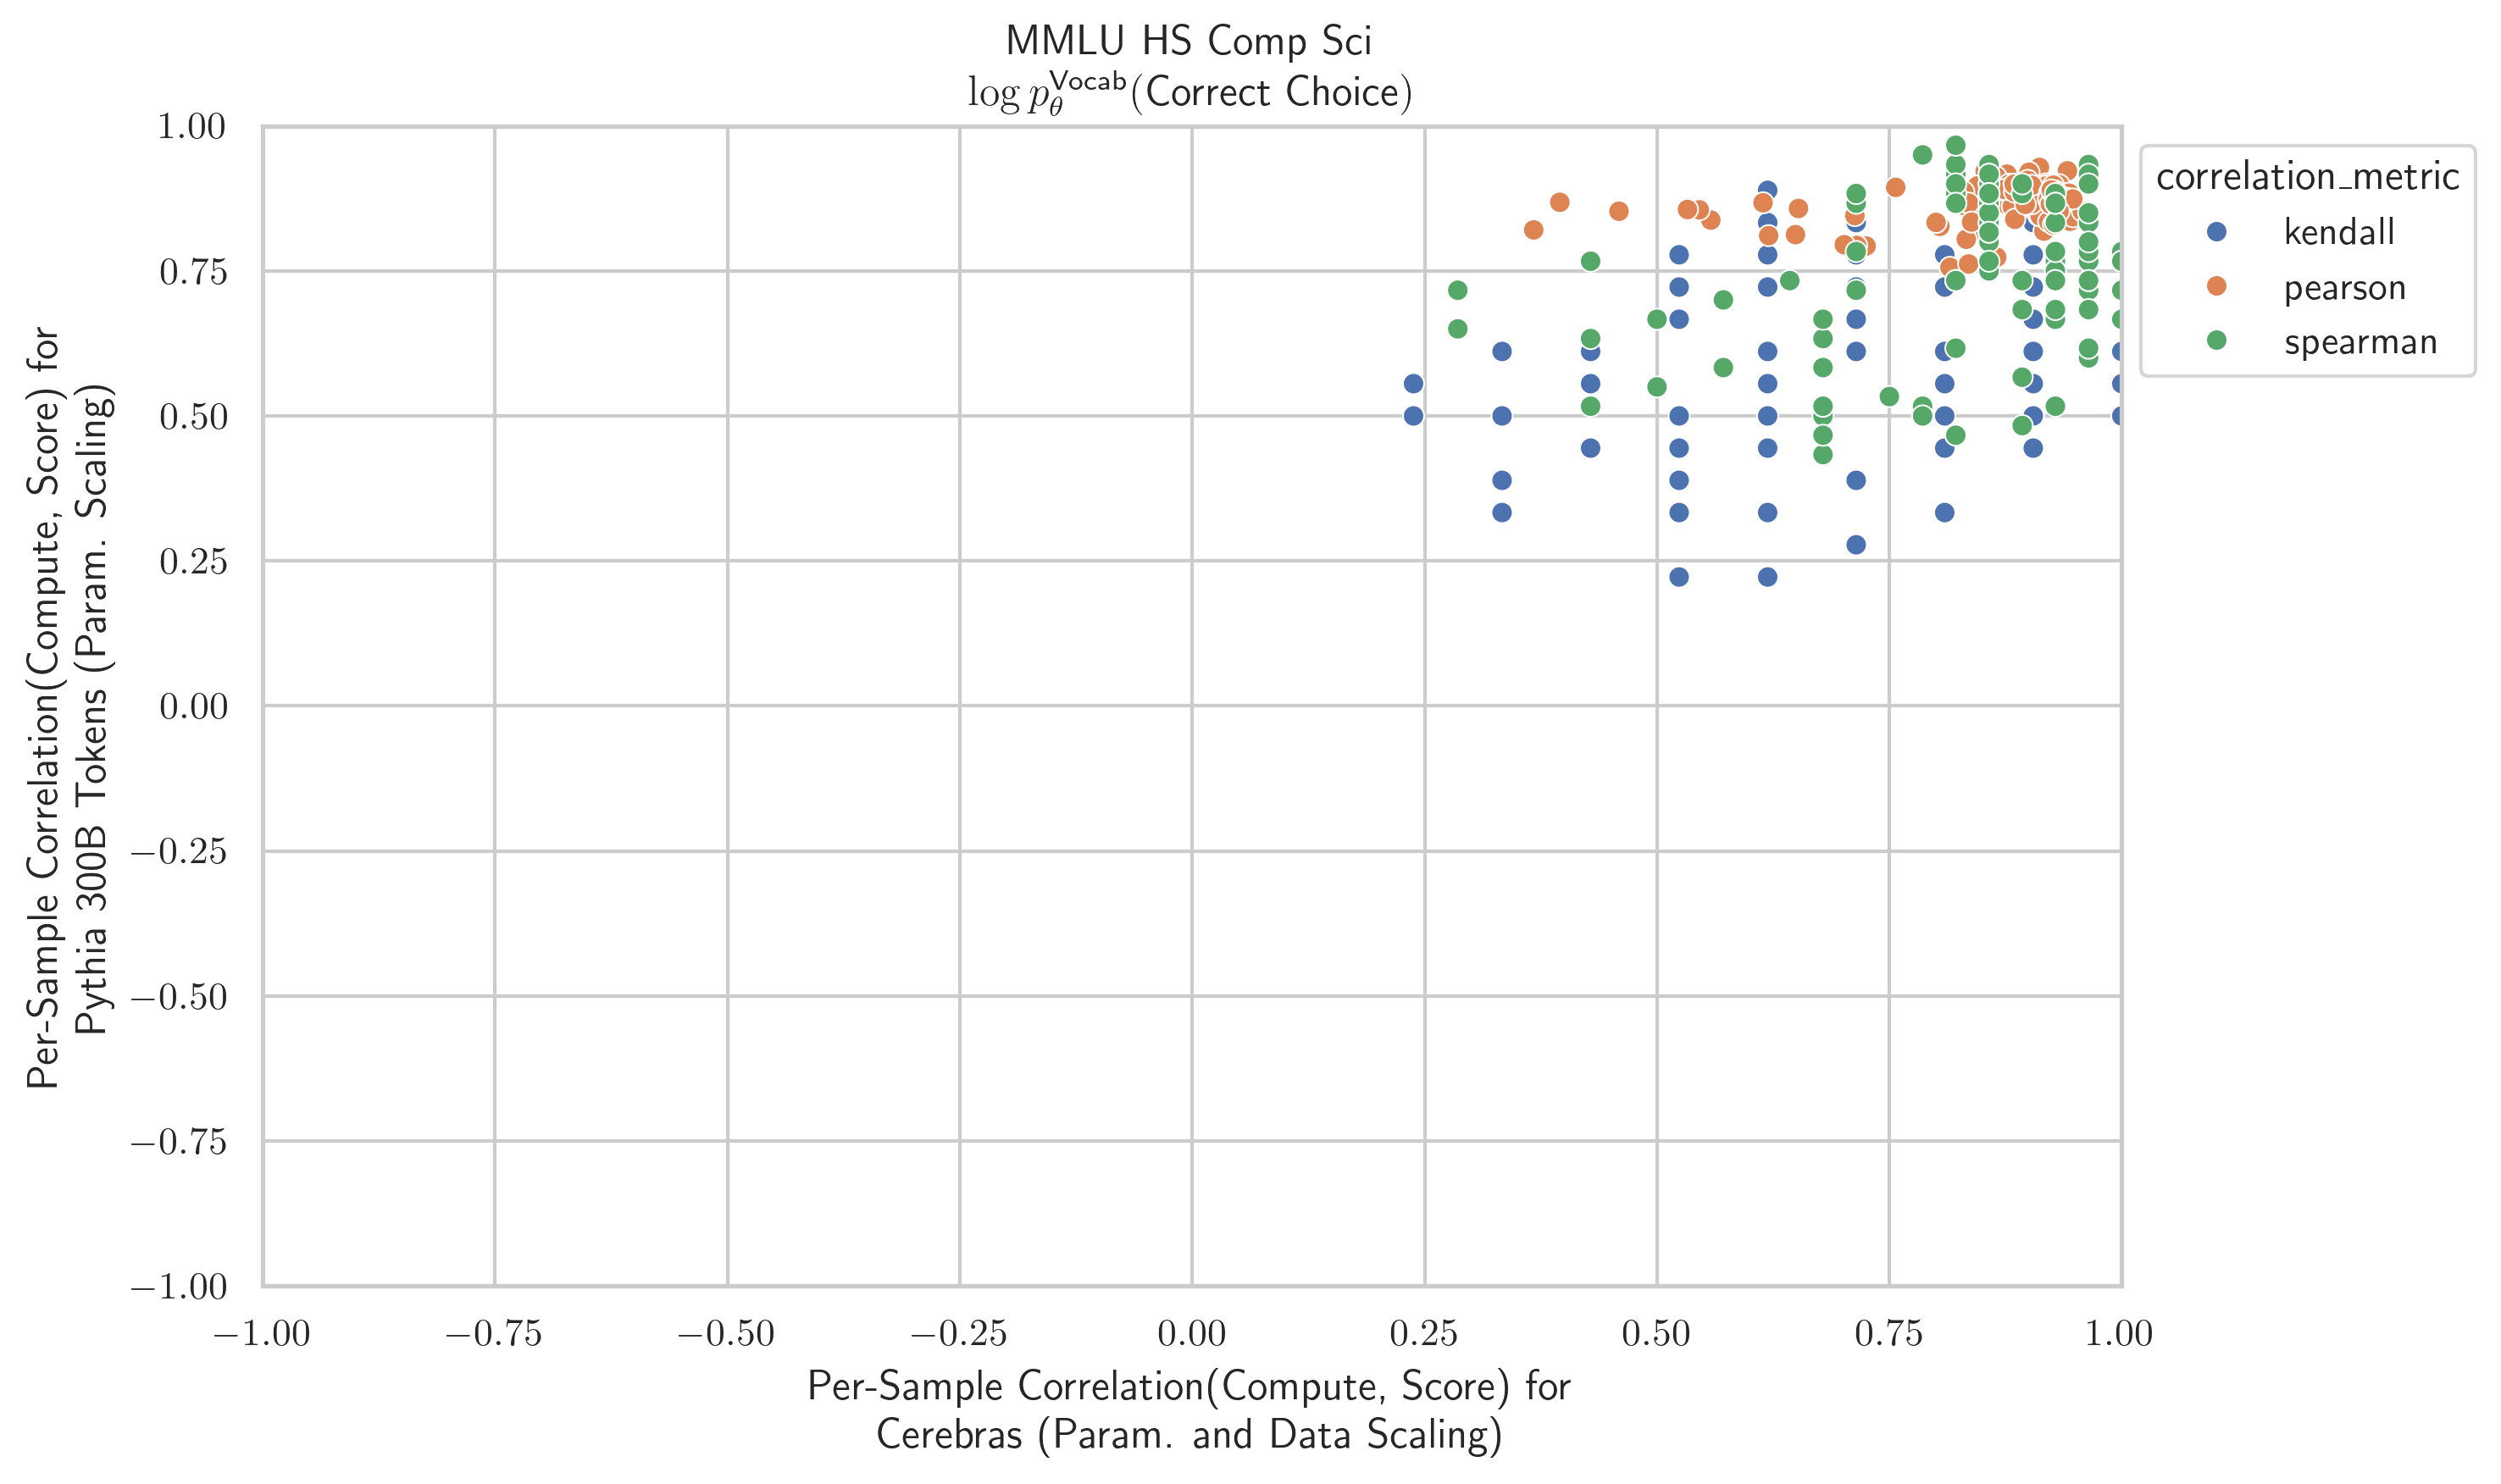 MMLU HS Comp Sci
log p_θ^Vocab(Correct Choice)
1.00
0.75
0.50
0.25
0.00
−0.25
−0.50
−0.75
−1.00
Per-Sample Correlation(Compute, Score) for
Pythia 300B Tokens (Param. Scaling)
−1.00
−0.75
−0.50
−0.25
0.00
0.25
0.50
0.75
1.00
Per-Sample Correlation(Compute, Score) for
Cerebras (Param. and Data Scaling)
correlation_metric
kendall
pearson
spearman